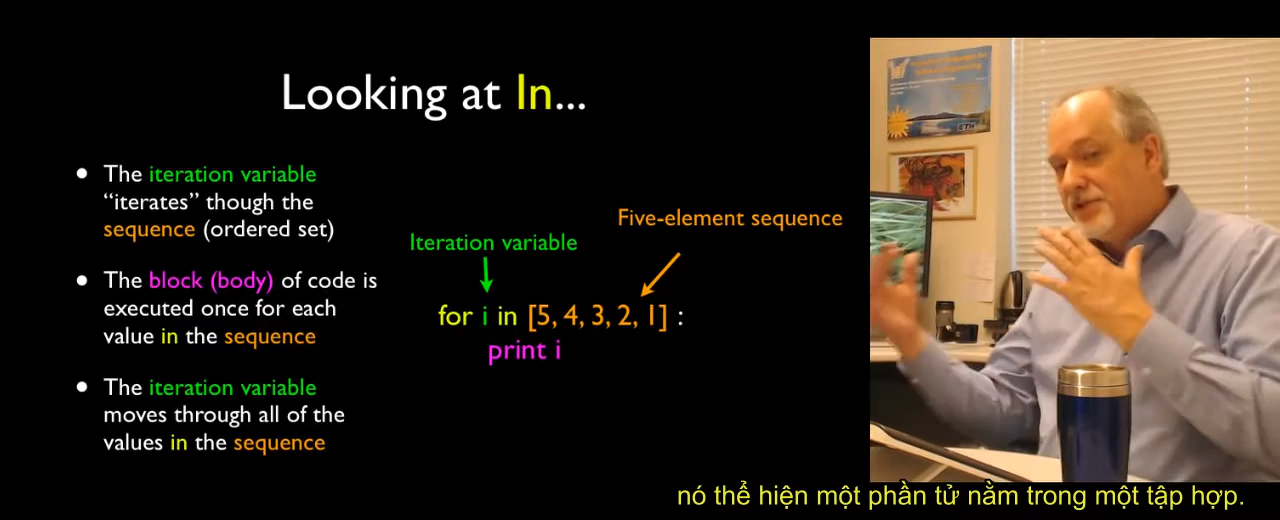 Looking at In...
The iteration variable
“iterates” though the
sequence (ordered set)
The block (body) of code is
executed once for each
value in the sequence
The iteration variable
moves through all of the
values in the sequence
Five-element sequence
Iteration variable
for i in [5, 4, 3, 2, 1] :
print i
ETH
nó thể hiện một phần tử nằm trong một tập hợp.